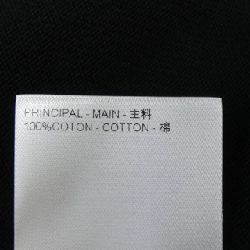 PRINCIPAL - MAIN - 主料
100%COTON - COTTON - 棉